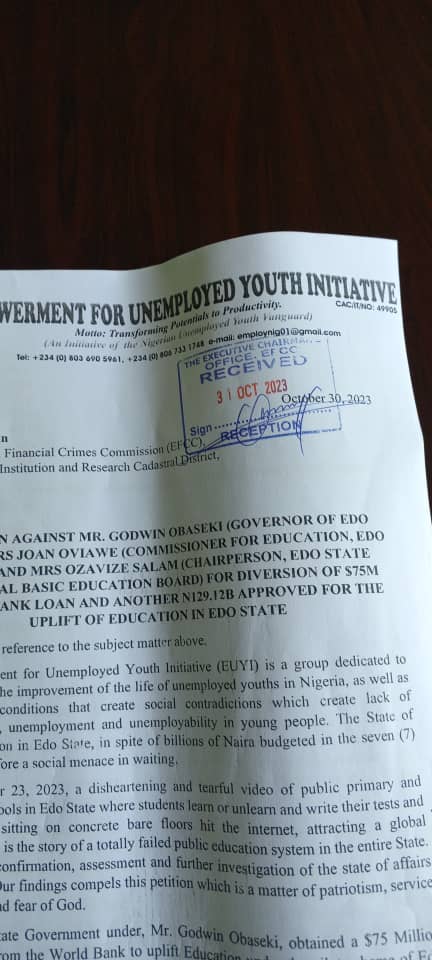 WERMENT FOR UNEMPLOYED YOUTH INITIATIVE
CAC/IT/NO: 49905
Motto: Transforming Potentials to Productivity.
(An Initiative of the Nigerian Unemployed Youth Vanguard)
Tel: +234 (0) 803 690 5961, +234 (0) 806 733 1748 e-mail: employnig01@gmail.com
THE EXECUTIVE CHAIRMA
OFFICE, EFCC
RECEIVED
31 OCT 2023
October 30, 2023
Sign
RECEPTION
n
Financial Crimes Commission (EFCC),
Institution and Research Cadastral District,
N AGAINST MR. GODWIN OBASEKI (GOVERNOR OF EDO
RS JOAN OVIAWE (COMMISSIONER FOR EDUCATION, EDO
AND MRS OZAVIZE SALAM (CHAIRPERSON, EDO STATE
AL BASIC EDUCATION BOARD) FOR DIVERSION OF $75M
ANK LOAN AND ANOTHER N129.12B APPROVED FOR THE
UPLIFT OF EDUCATION IN EDO STATE
reference to the subject matter above.
ent for Unemployed Youth Initiative (EUYI) is a group dedicated to
he improvement of the life of unemployed youths in Nigeria, as well as
conditions that create social contradictions which create lack of
, unemployment and unemployability in young people. The State of
on in Edo State, in spite of billions of Naira budgeted in the seven (7)
fore a social menace in waiting.
r 23, 2023, a disheartening and tearful video of public primary and
ools in Edo State where students learn or unlearn and write their tests and
sitting on concrete bare floors hit the internet, attracting a global
is the story of a totally failed public education system in the entire State.
confirmation, assessment and further investigation of the state of affairs
Our findings compels this petition which is a matter of patriotism, service
nd fear of God.
tate Government under, Mr. Godwin Obaseki, obtained a $75 Millio
rom the World Bank to uplift Education